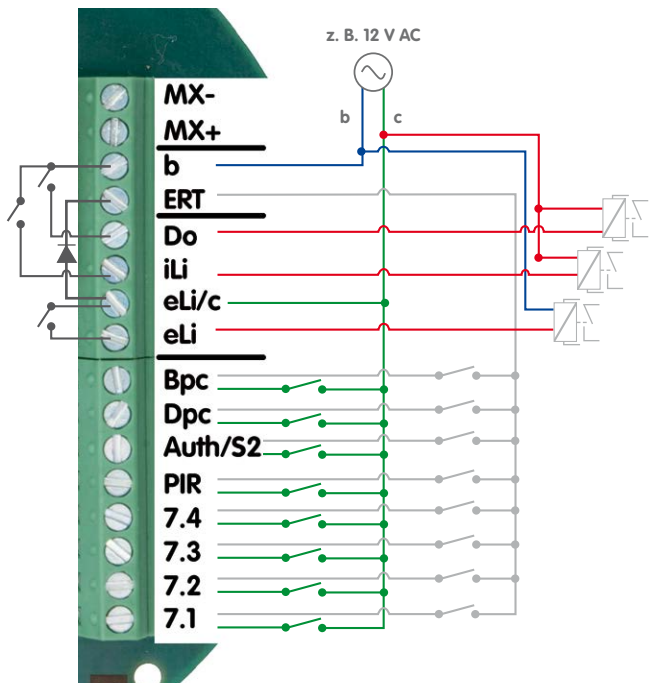 z. B. 12 V AC
b
c
MX-
MX+
b
ERT
Do
iLi
eLi/c
eLi
Bpc
Dpc
Auth/S2
PIR
7.4
7.3
7.2
7.1